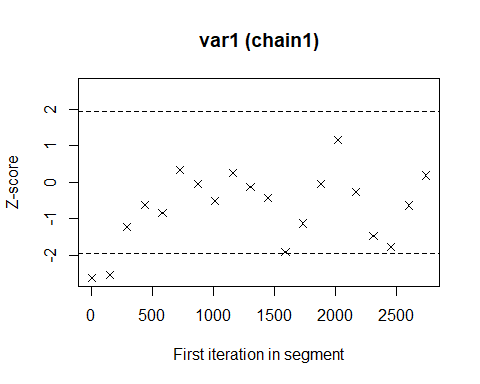 var1 (chain1)
Z-score
2
1
0
-1
-2
0 500 1000 1500 2000 2500
First iteration in segment